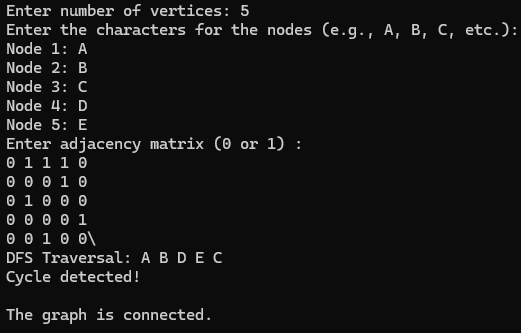 Enter number of vertices: 5
Enter the characters for the nodes (e.g., A, B, C, etc.):
Node 1: A
Node 2: B
Node 3: C
Node 4: D
Node 5: E
Enter adjacency matrix (0 or 1) :
0 1 1 1 0
0 0 0 1 0
0 1 0 0 0
0 0 0 0 1
0 0 1 0 0\
DFS Traversal: A B D E C
Cycle detected!
The graph is connected.